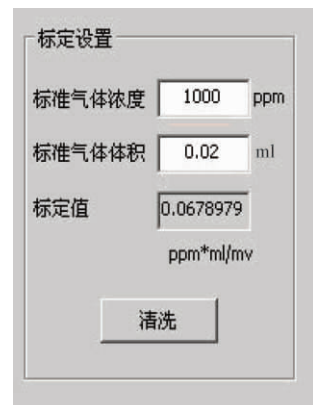 标定设置
标准气体浓度 1000 ppm
标准气体体积 0.02 ml
标定值 0.0678979
ppm*ml/mv
清洗